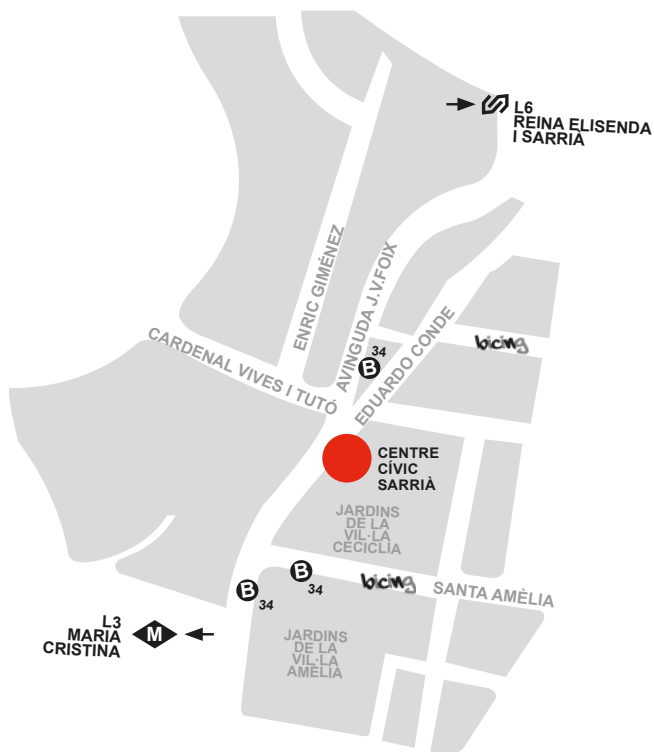 L6
REINA ELISENDA
I SARRIÀ
ENRIC GIMÉNEZ
AVINGUDA J.V.FOIX
CARDENAL VIVES I TUTÓ
EDUARDO CONDE
bicing
34
B
CENTRE
CÍVIC
SARRIÀ
JARDINS
DE LA
VIL·LA
CECICLIA
B
34
bicing
SANTA AMÈLIA
B
34
L3
MARIA
CRISTINA
M
JARDINS
DE LA
VIL·LA
AMÈLIA